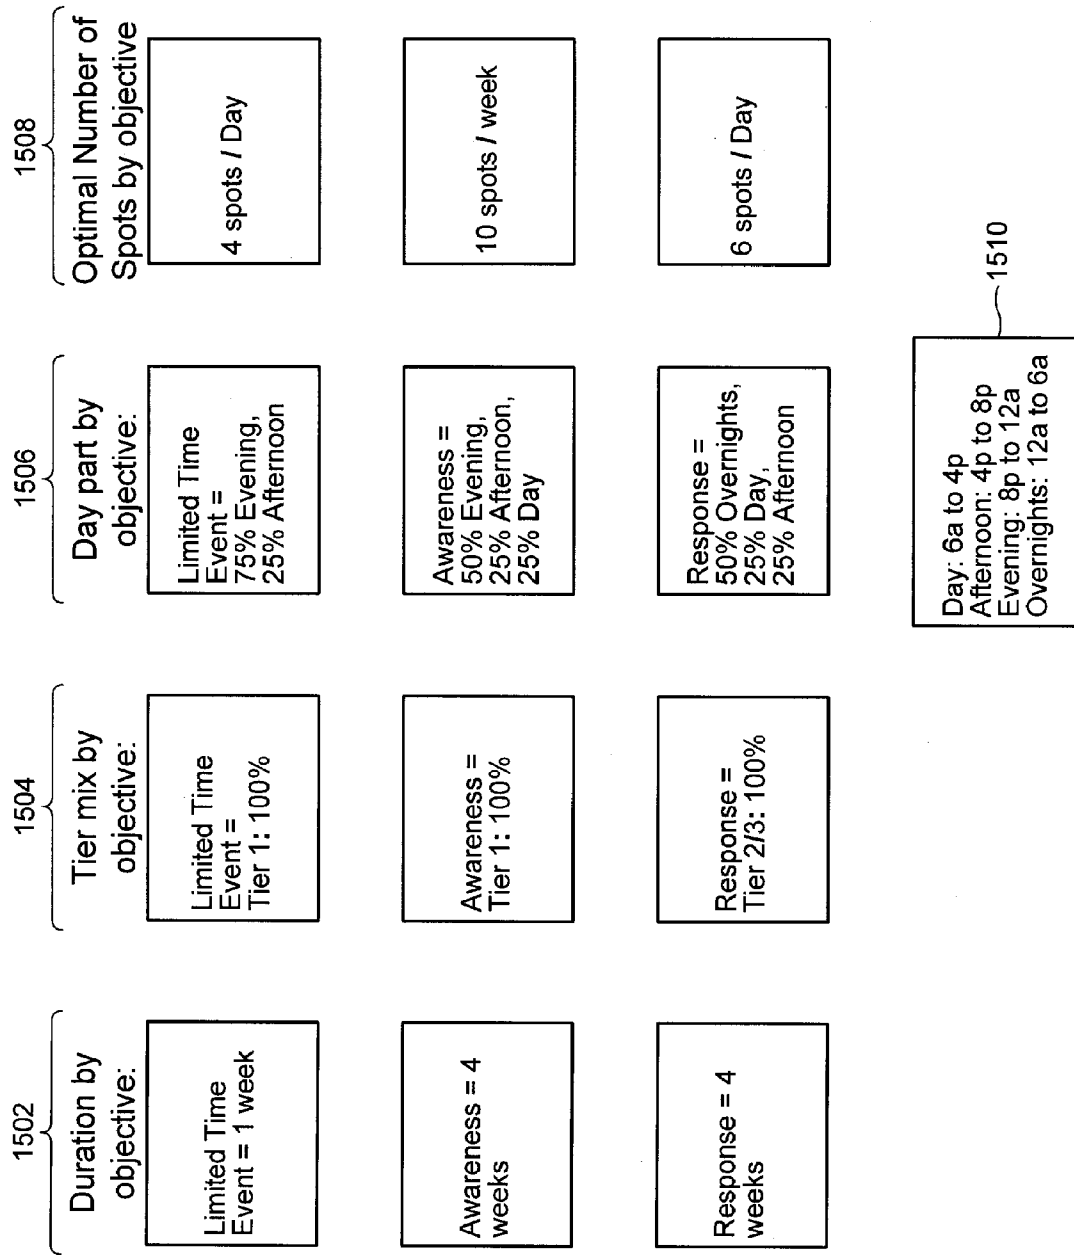 1502
Duration by
objective:
Limited Time
Event = 1 week
Awareness = 4
weeks
Response = 4
weeks
1504
Tier mix by
objective:
Limited Time
Event =
Tier 1: 100%
Awareness =
Tier 1: 100%
Response =
Tier 2/3: 100%
1506
Day part by
objective:
Limited Time
Event =
75% Evening,
25% Afternoon
Awareness =
50% Evening,
25% Afternoon,
25% Day
Response =
50% Overnights,
25% Day,
25% Afternoon
1508
Optimal Number of
Spots by objective
4 spots / Day
10 spots / week
6 spots / Day
Day: 6a to 4p
Afternoon: 4p to 8p
Evening: 8p to 12a
Overnights: 12a to 6a
1510